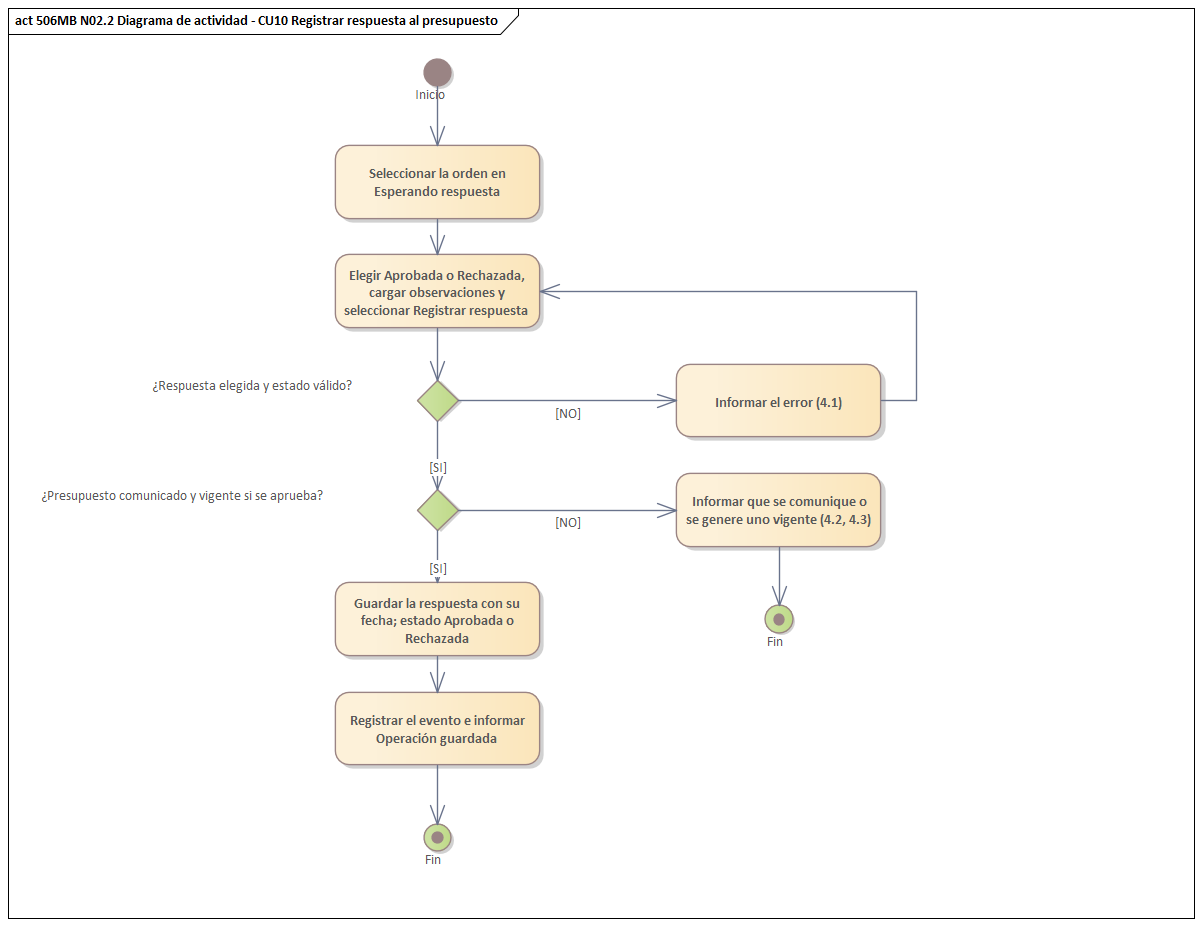 act 506MB N02.2 Diagrama de actividad - CU10 Registrar respuesta al presupuesto
Inicio
Seleccionar la orden en
Esperando respuesta
Elegir Aprobada o Rechazada,
cargar observaciones y
seleccionar Registrar respuesta
¿Respuesta elegida y estado válido?
[NO]
Informar el error (4.1)
[SI]
¿Presupuesto comunicado y vigente si se aprueba?
[NO]
Informar que se comunique o
se genere uno vigente (4.2, 4.3)
[SI]
Guardar la respuesta con su
fecha; estado Aprobada o
Rechazada
Fin
Registrar el evento e informar
Operación guardada
Fin